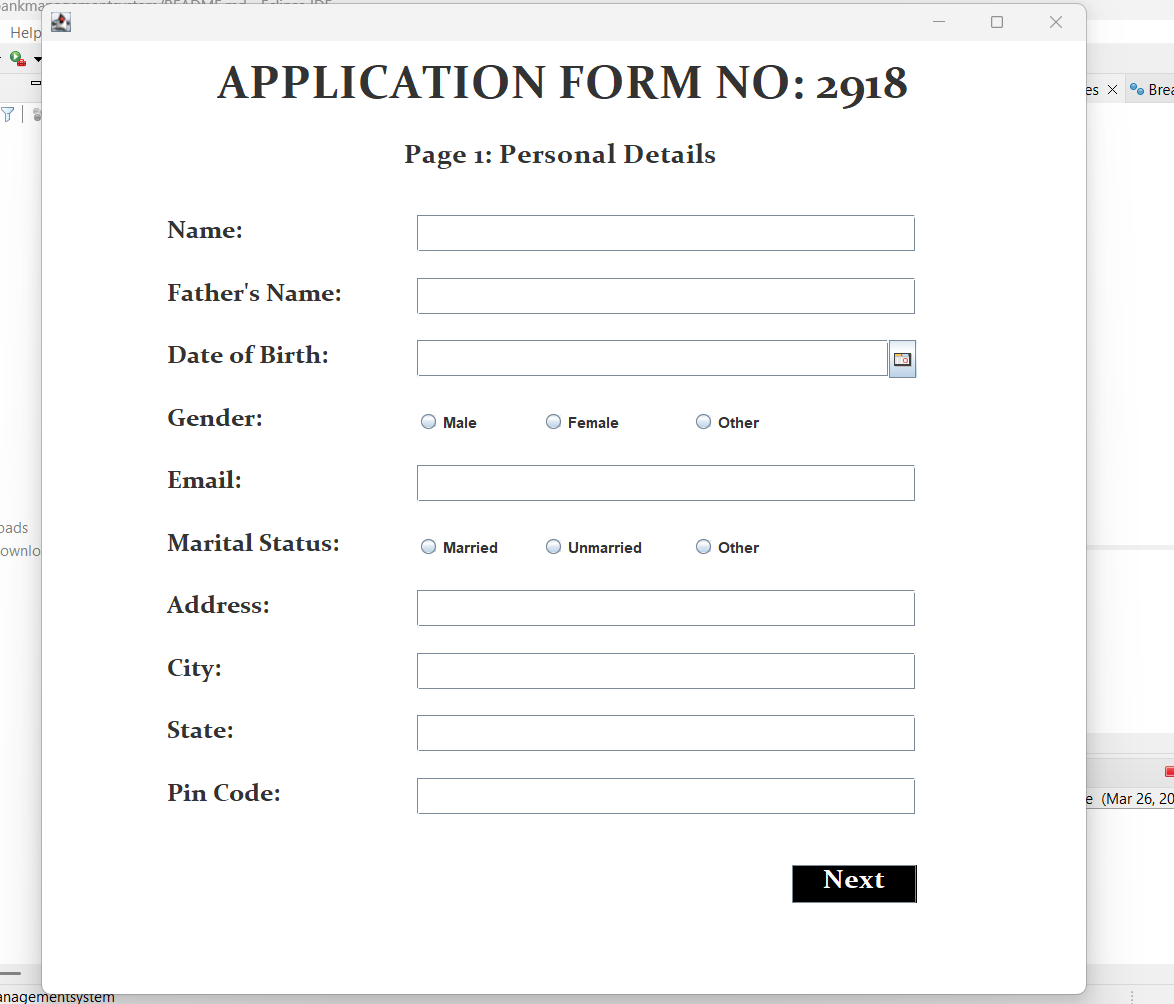 Help
APPLICATION FORM NO: 2918
es
Brea
Page 1: Personal Details
Name:
Father's Name:
Date of Birth:
Gender: Male Female Other
Email:
oads
Marital Status: Married Unmarried Other
ownlo
Address:
City:
State:
Pin Code:
e (Mar 26, 20
Next
anagementsystem